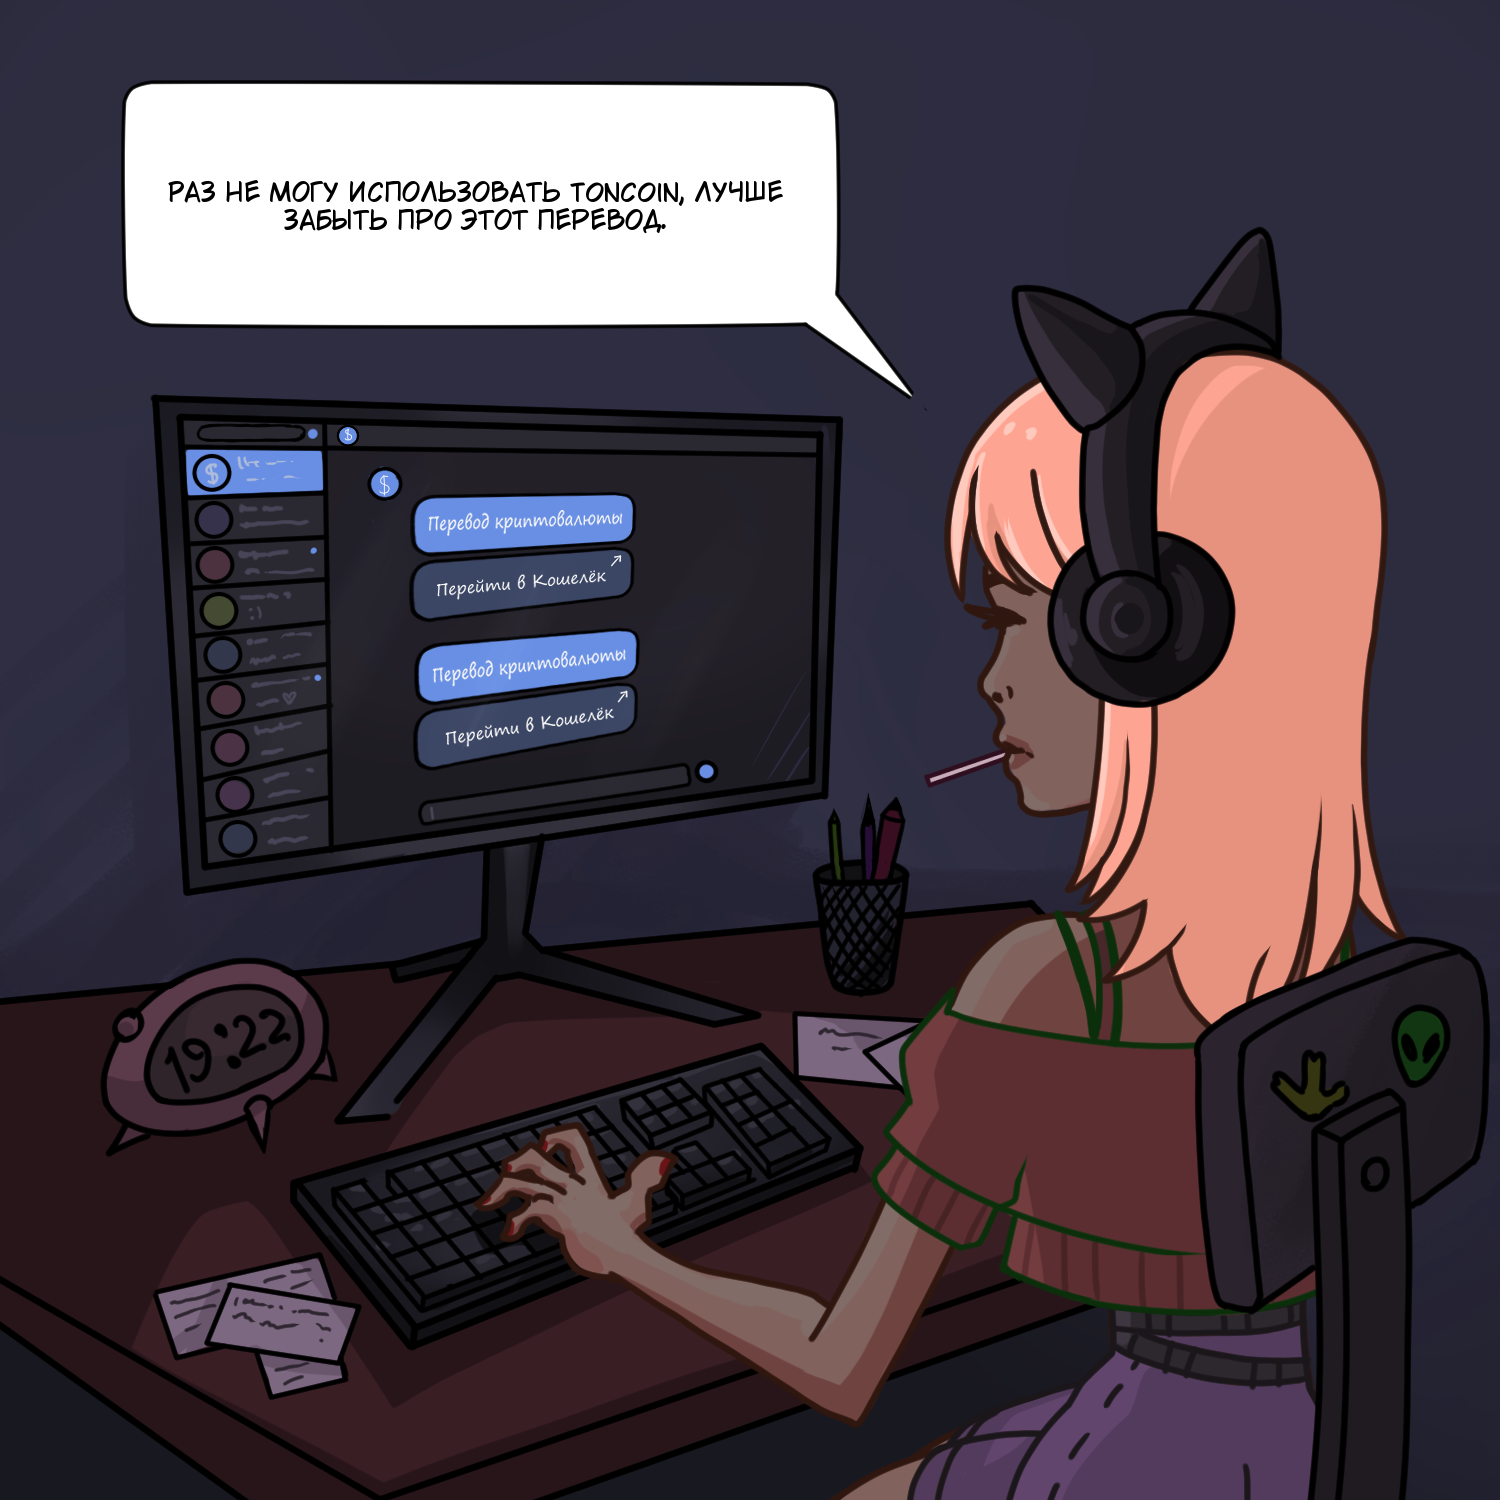 РАЗ НЕ МОГУ ИСПОЛЬЗОВАТЬ TONCOIN, ЛУЧШЕ
ЗАБЫТЬ ПРО ЭТОТ ПЕРЕВОД.
$
$
$
Перевод криптовалюты
Перейти в Кошелёк
Перевод криптовалюты
Перейти в Кошелёк
:)
19:22